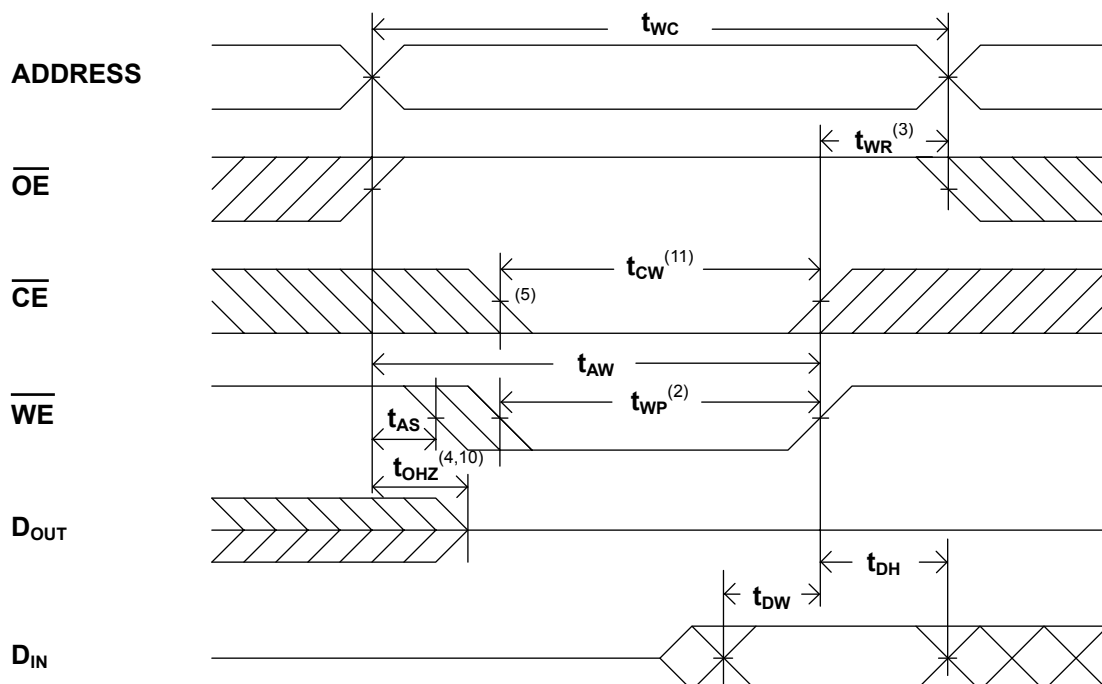 tWC
ADDRESS
tWR(3)
OE
tCW(11)
CE
(5)
tAW
WE
tWP(2)
tAS
tOHZ(4,10)
DOUT
tDH
tDW
DIN